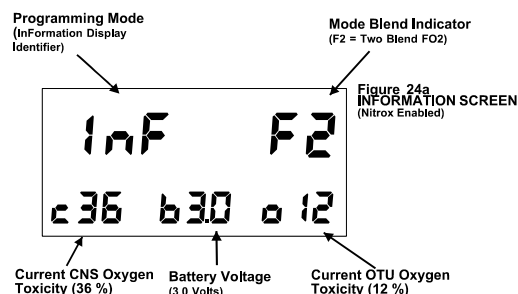 Programming Mode
(InFormation Display
Identifier)
Mode Blend Indicator
(F2 = Two Blend FO2)
Figure 24a
INFORMATION SCREEN
(Nitrox Enabled)
InF F2
c36 b3.0 o12
Current CNS Oxygen
Toxicity (36 %)
Battery Voltage
(3.0 Volts)
Current OTU Oxygen
Toxicity (12 %)